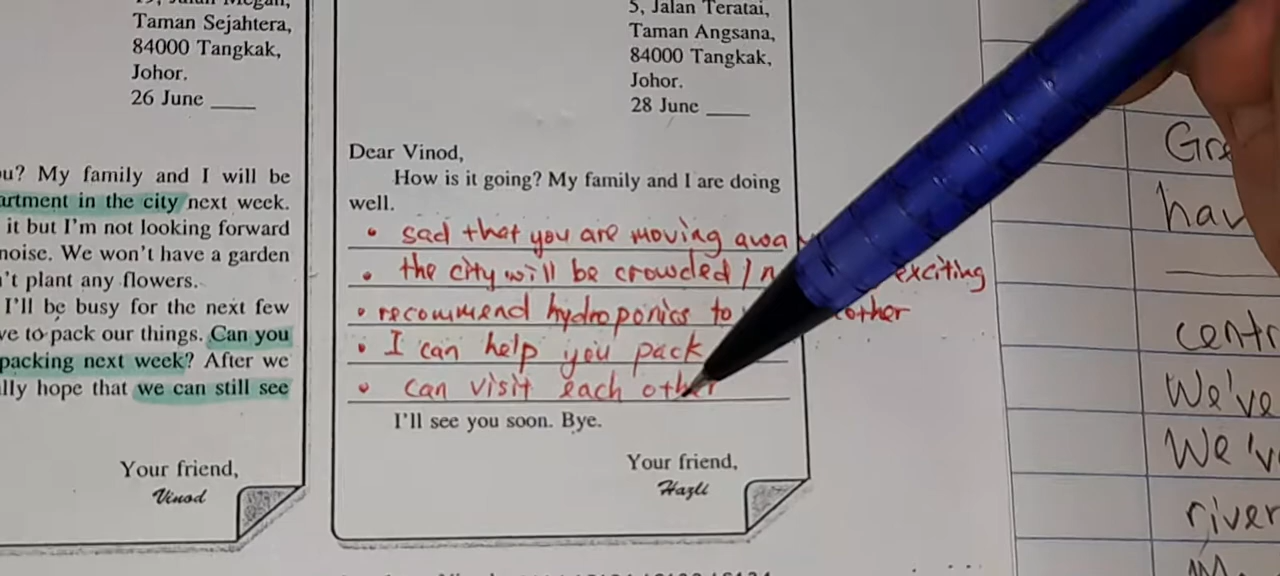 Taman Sejahtera,
84000 Tangkak,
Johor.
26 June ____
u? My family and I will be
artment in the city next week.
it but I'm not looking forward
noise. We won't have a garden
't plant any flowers.
I'll be busy for the next few
ve to pack our things. Can you
packing next week? After we
lly hope that we can still see
Your friend,
Vinod
5, Jalan Teratai,
Taman Angsana,
84000 Tangkak,
Johor.
28 June ____
Dear Vinod,
How is it going? My family and I are doing
well.
• sad that you are moving awa
• the city will be crowded / n exciting
• recommend hydroponics to other
• I can help you pack
• can visit each other
I'll see you soon. Bye.
Your friend,
Hazli
Gre
hav
centr
We've
We'v
river